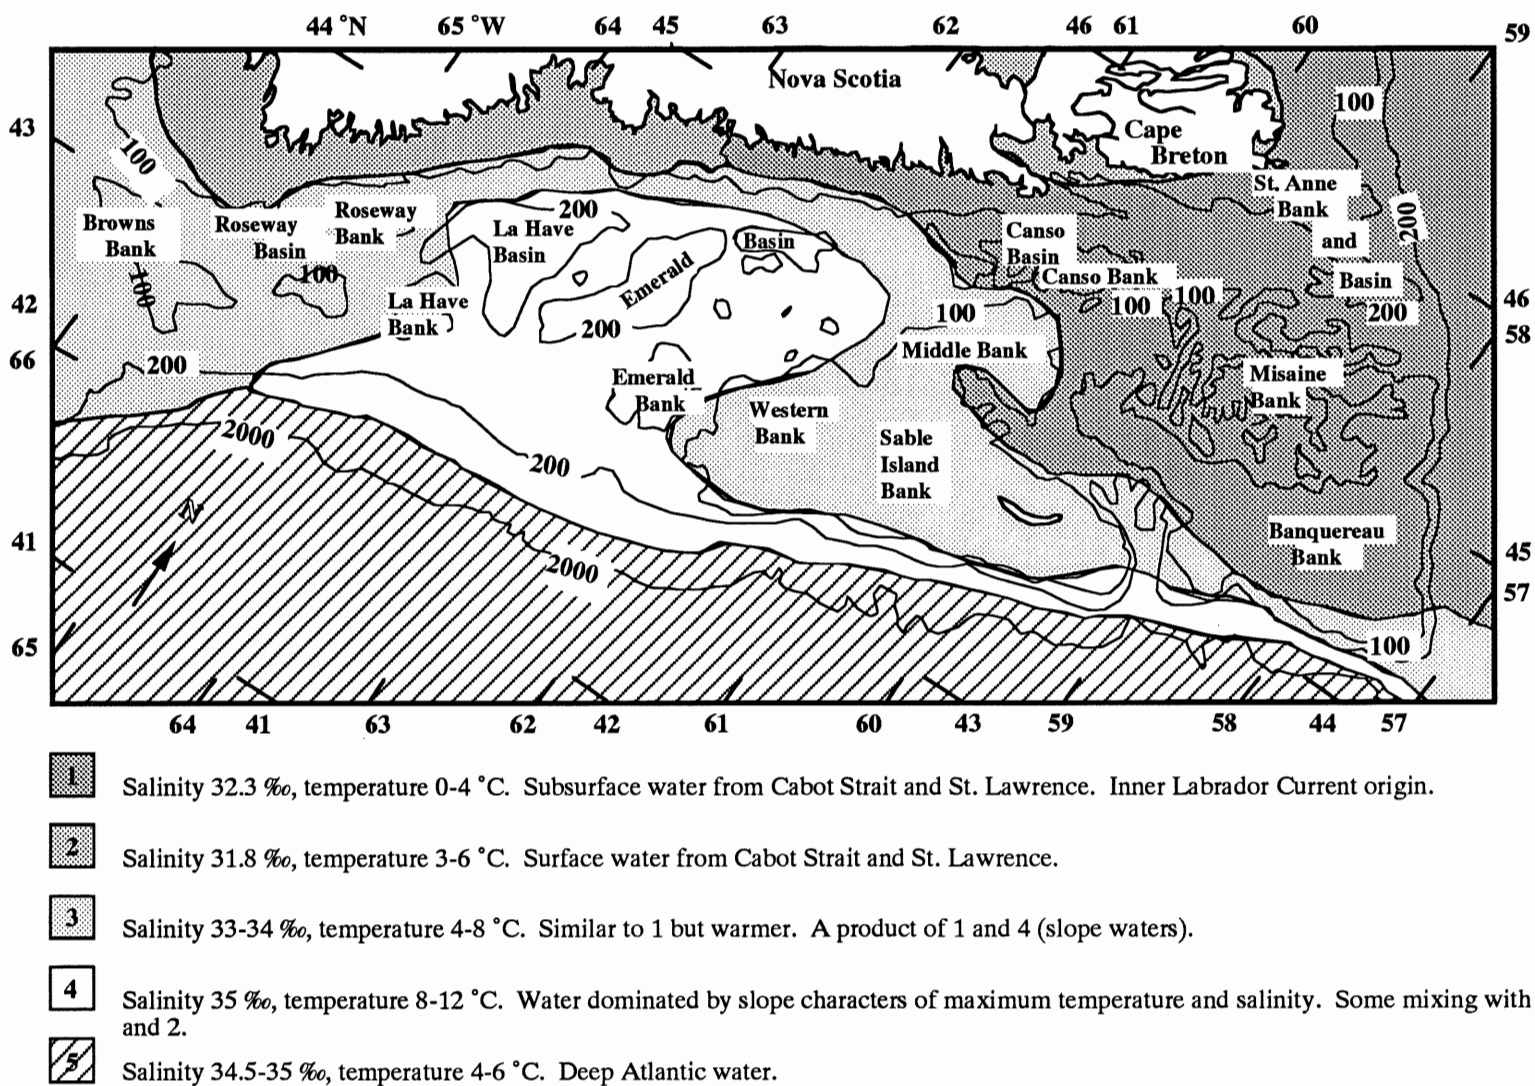 44 °N 65 °W 64 45 63 62 46 61 60 59
Nova Scotia
100
43
Cape
Breton
100
St. Anne
Bank
200
Browns
Bank
Roseway
Basin
Roseway
Bank
200
La Have
Basin
Basin
Canso
Basin
and
Basin
100
100
Emerald
Canso Bank
42
La Have
Bank
200
100
100
100
200
46
58
66
200
Middle Bank
Misaine
Bank
Emerald
Bank
Western
Bank
2000
Sable
Island
Bank
200
N
41
2000
Banquereau
Bank
45
57
65
100
64 41 63 62 42 61 60 43 59 58 44 57
1 Salinity 32.3 ‰, temperature 0-4 °C. Subsurface water from Cabot Strait and St. Lawrence. Inner Labrador Current origin.
2 Salinity 31.8 ‰, temperature 3-6 °C. Surface water from Cabot Strait and St. Lawrence.
3 Salinity 33-34 ‰, temperature 4-8 °C. Similar to 1 but warmer. A product of 1 and 4 (slope waters).
4 Salinity 35 ‰, temperature 8-12 °C. Water dominated by slope characters of maximum temperature and salinity. Some mixing with
and 2.
5 Salinity 34.5-35 ‰, temperature 4-6 °C. Deep Atlantic water.